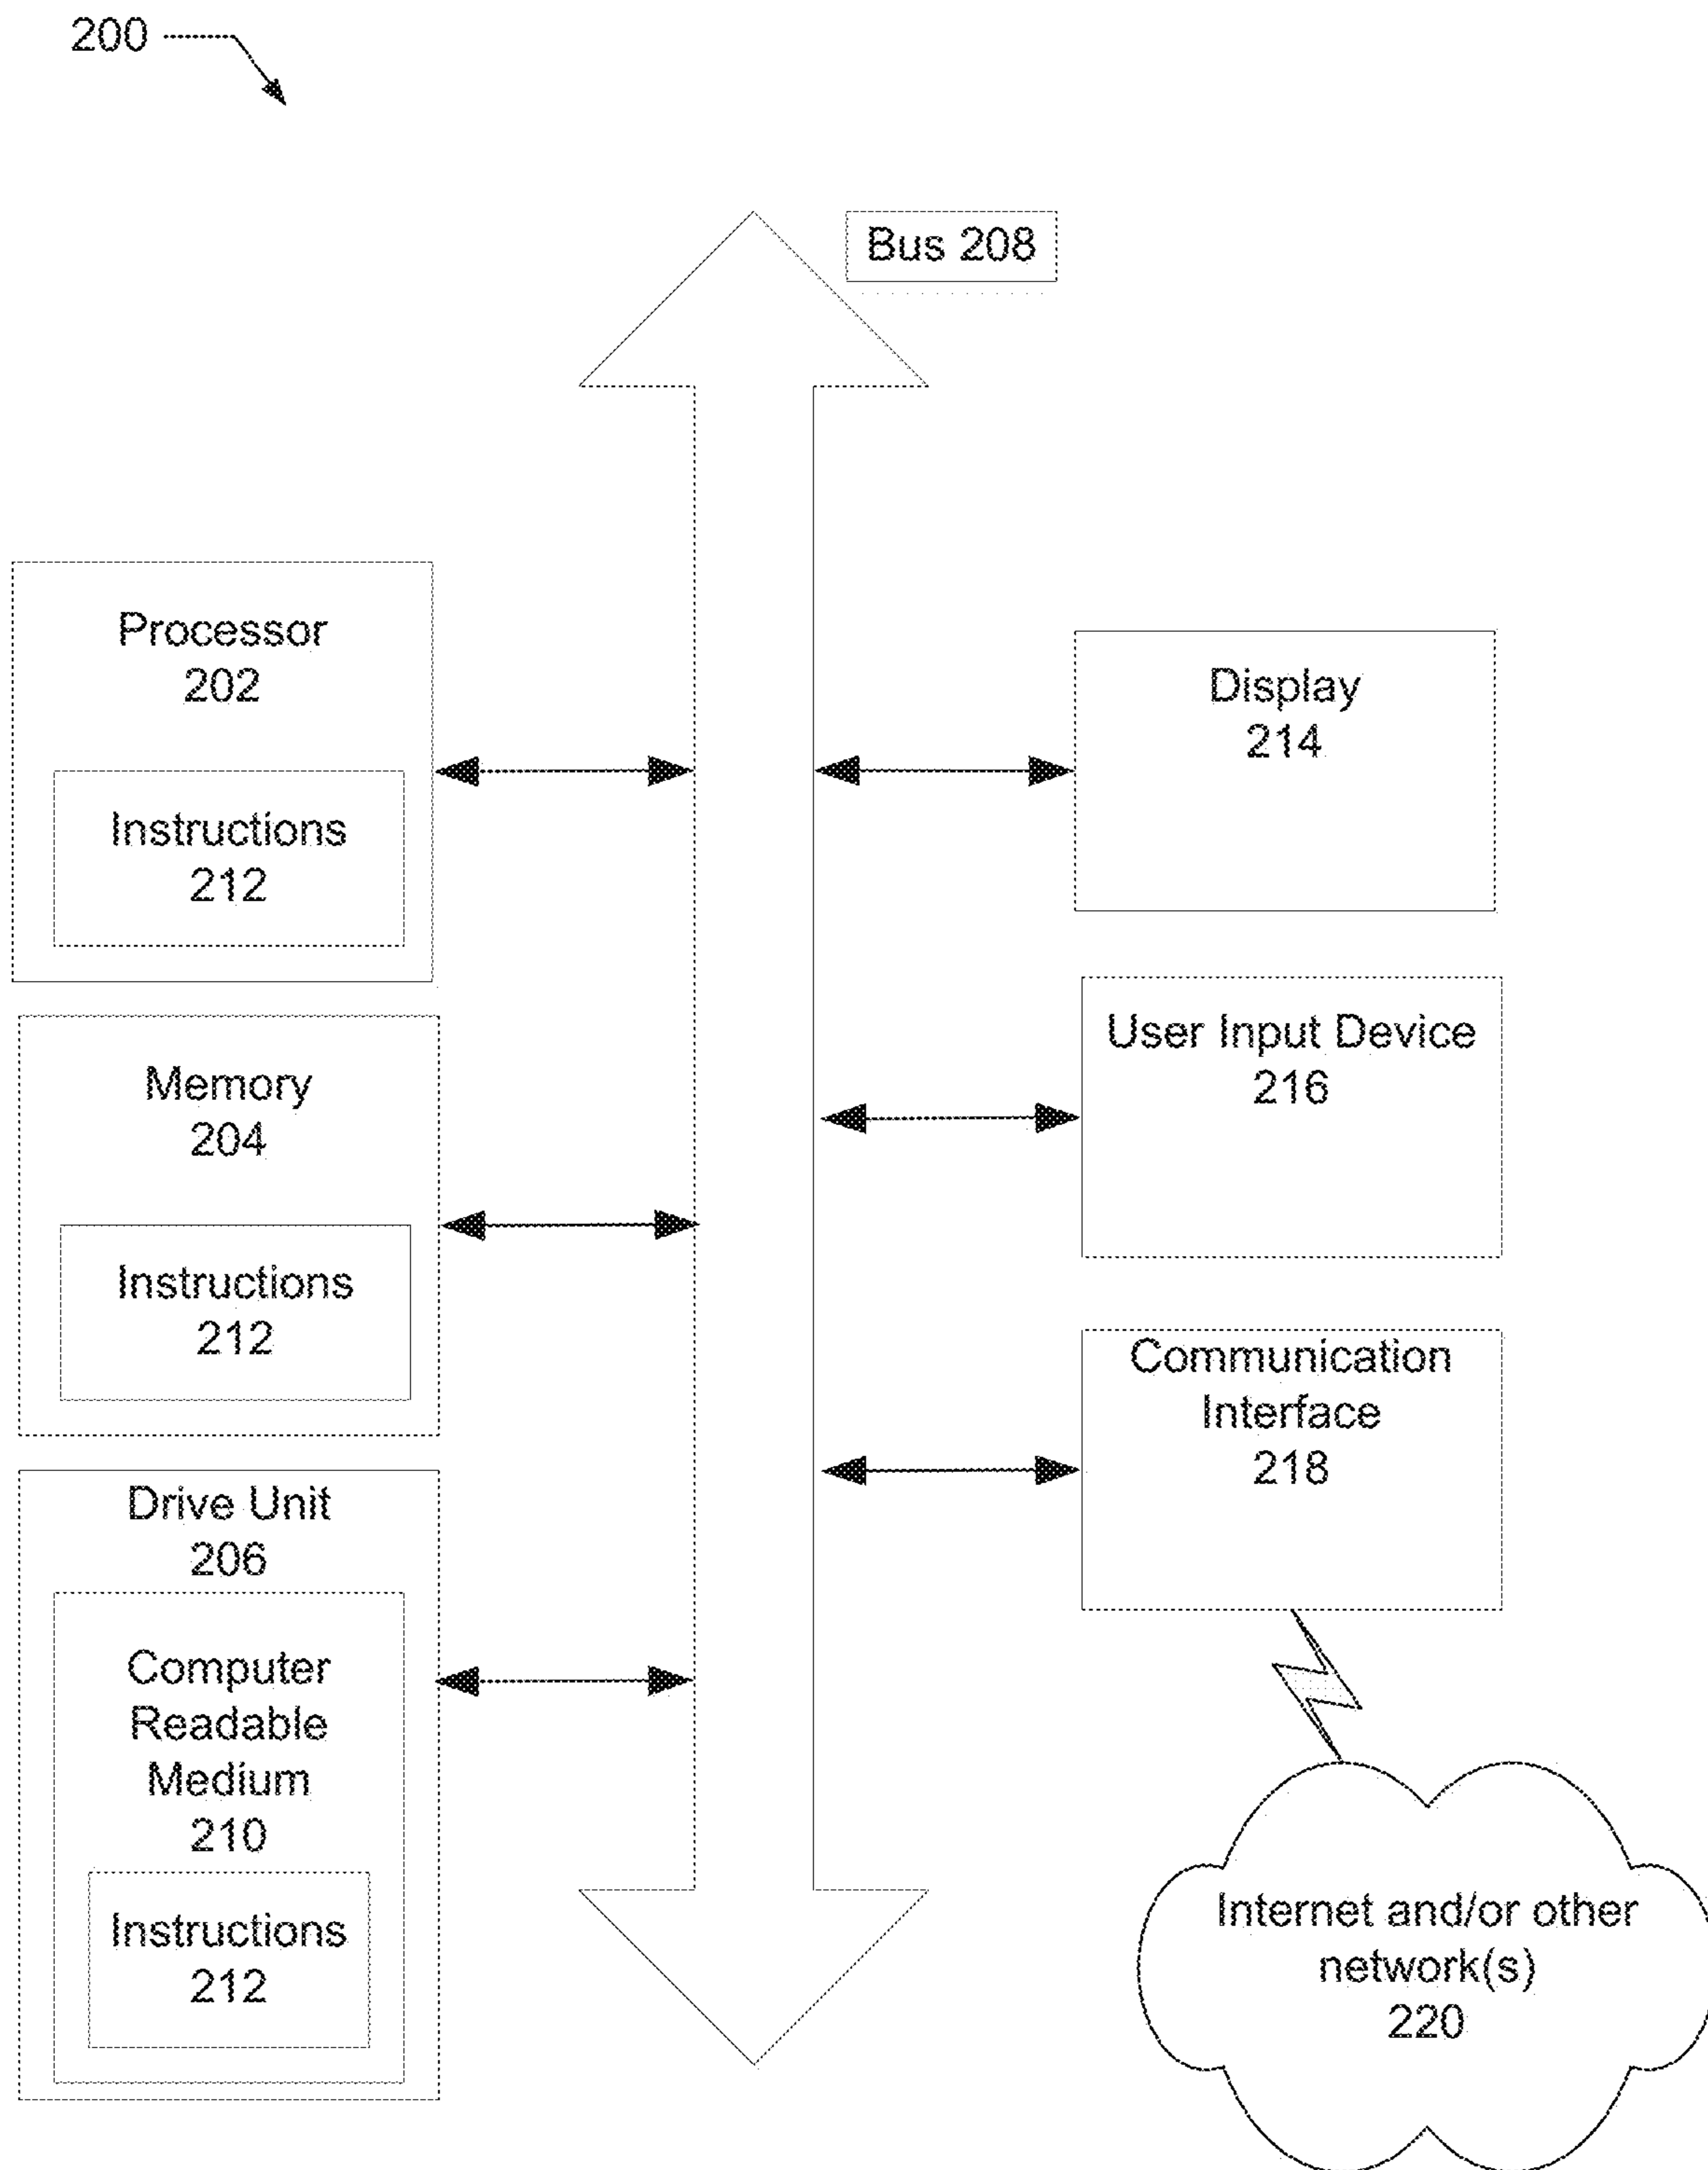 200
Bus 208
Processor
202
Instructions
212
Memory
204
Instructions
212
Drive Unit
206
Computer
Readable
Medium
210
Instructions
212
Display
214
User Input Device
216
Communication
Interface
218
Internet and/or other
network(s)
220